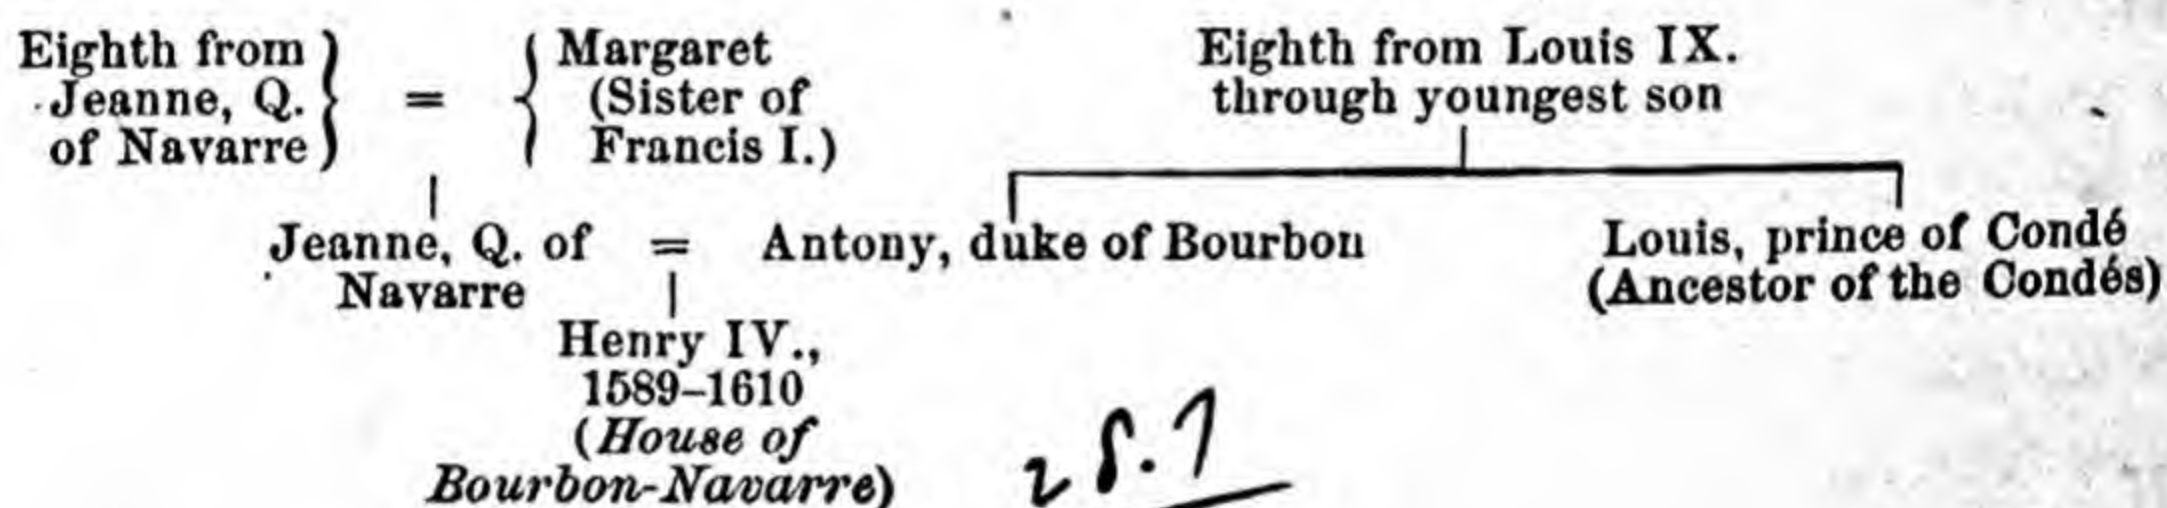 Eighth from
Jeanne, Q.
of Navarre
=
Margaret
(Sister of
Francis I.)
Eighth from Louis IX.
through youngest son
Jeanne, Q. of
Navarre
=
Antony, duke of Bourbon
Louis, prince of Condé
(Ancestor of the Condés)
Henry IV.,
1589–1610
(House of
Bourbon-Navarre)